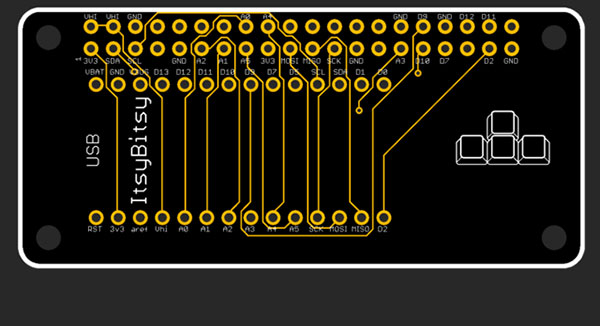 VHI VHI GND A0 A4 GND D9 GND D12 D11
1 3V3 SDA SCL GND A2 A1 A5 3V3 MOSI MISO SCK GND A3 D10 D7 D2 GND
VBAT GND D13 D12 D11 D10 D9 D7 D5 SCL SDA D1 D0
USB
ItsyBitsy
RST 3v3 aref Vhi A0 A1 A2 A3 A4 A5 SCK MOSI MISO D2